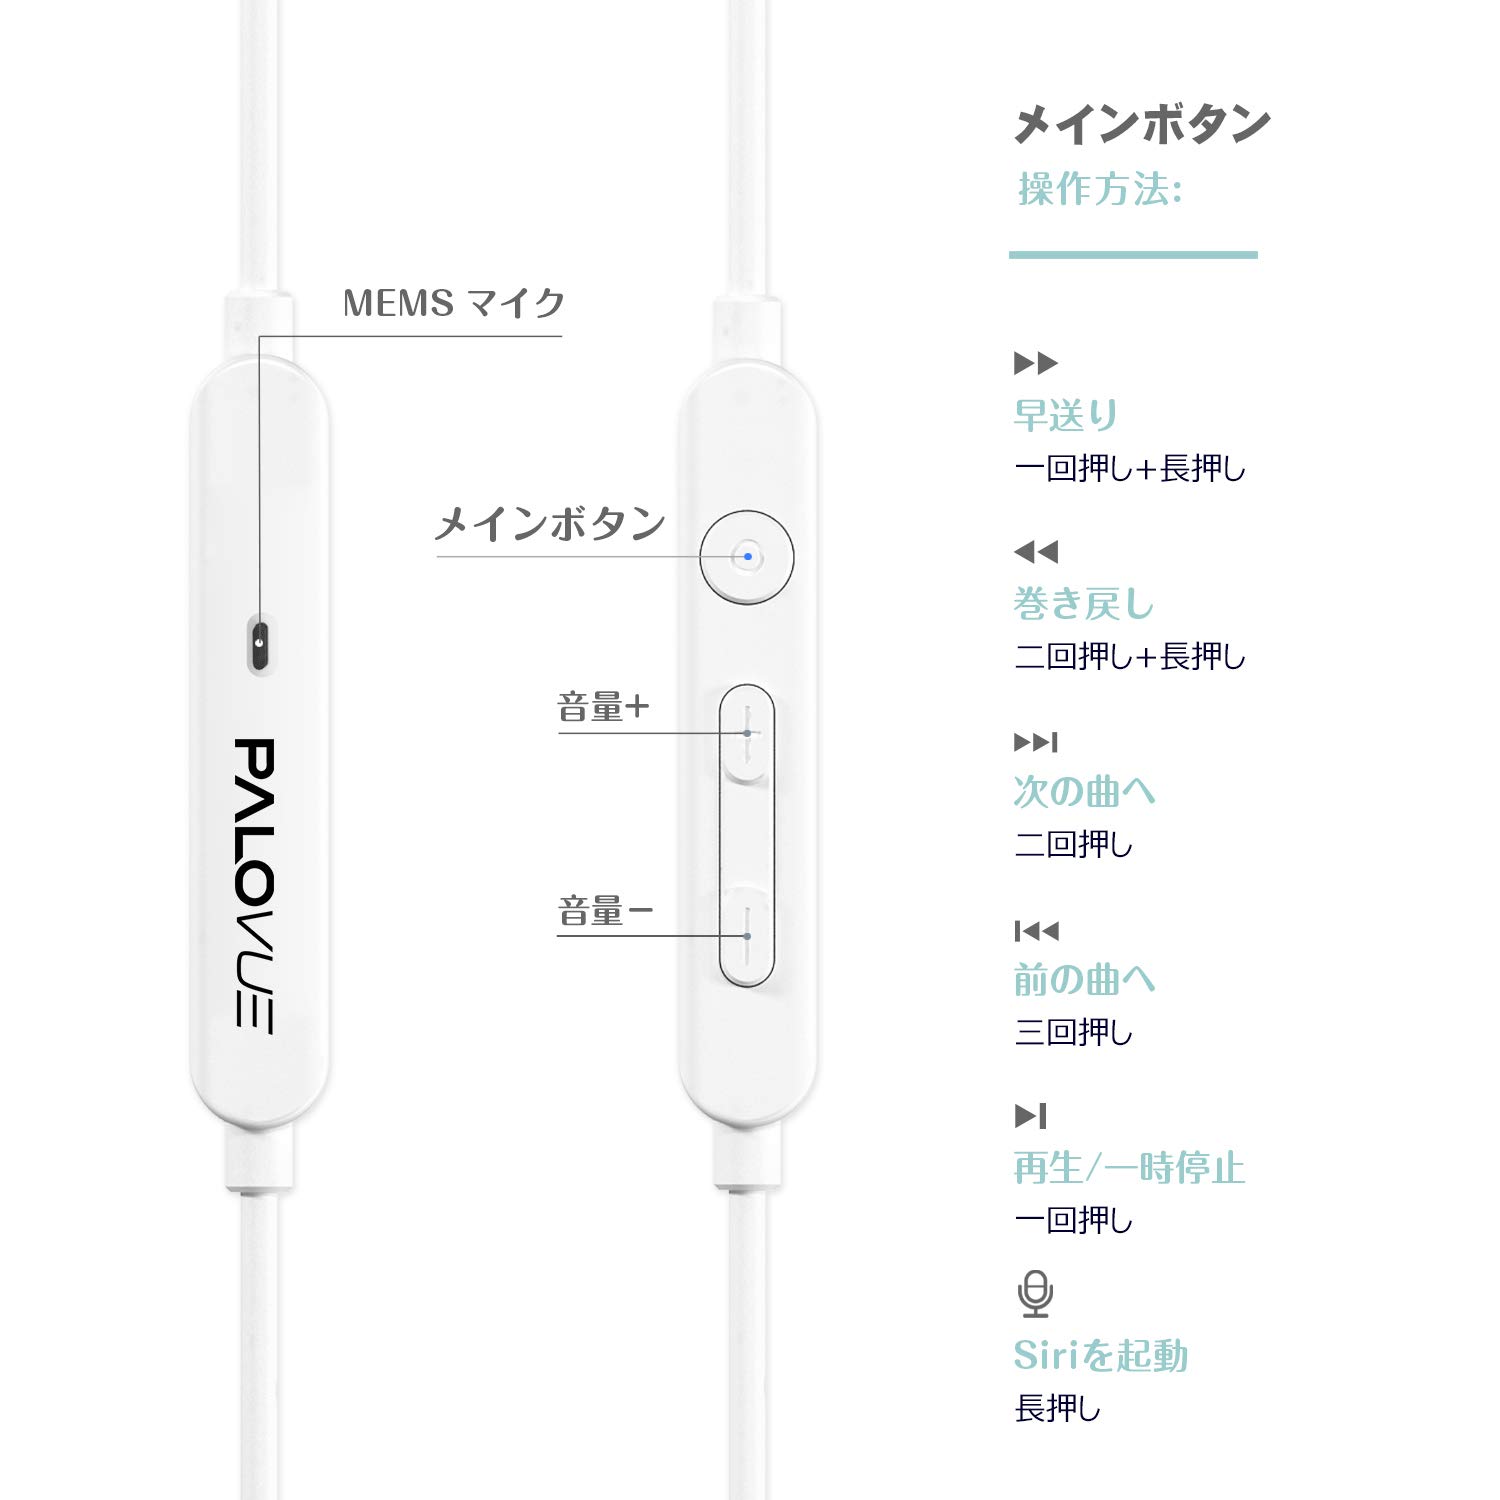 MEMS マイク
メインボタン
音量+
音量-
PALOVUE
メインボタン
操作方法:
早送り
一回押し+長押し
巻き戻し
二回押し+長押し
次の曲へ
二回押し
前の曲へ
三回押し
再生/一時停止
一回押し
Siriを起動
長押し